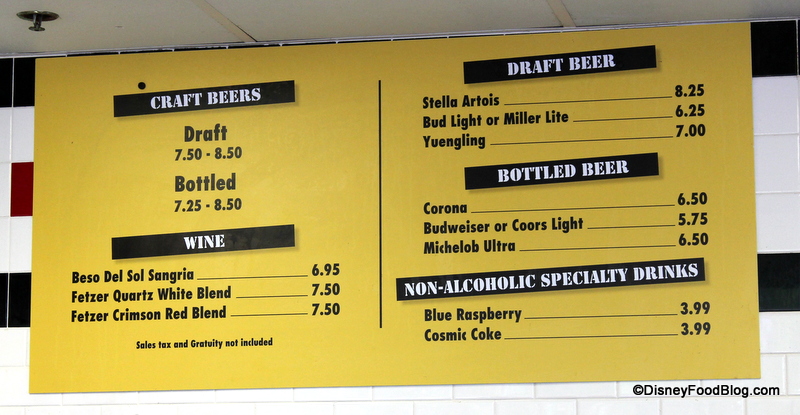 CRAFT BEERS
Draft
7.50 - 8.50
Bottled
7.25 - 8.50
WINE
Beso Del Sol Sangria 6.95
Fetzer Quartz White Blend 7.50
Fetzer Crimson Red Blend 7.50
Sales tax and Gratuity not included
DRAFT BEER
Stella Artois 8.25
Bud Light or Miller Lite 6.25
Yuengling 7.00
BOTTLED BEER
Corona 6.50
Budweiser or Coors Light 5.75
Michelob Ultra 6.50
NON-ALCOHOLIC SPECIALTY DRINKS
Blue Raspberry 3.99
Cosmic Coke 3.99
©DisneyFoodBlog.com